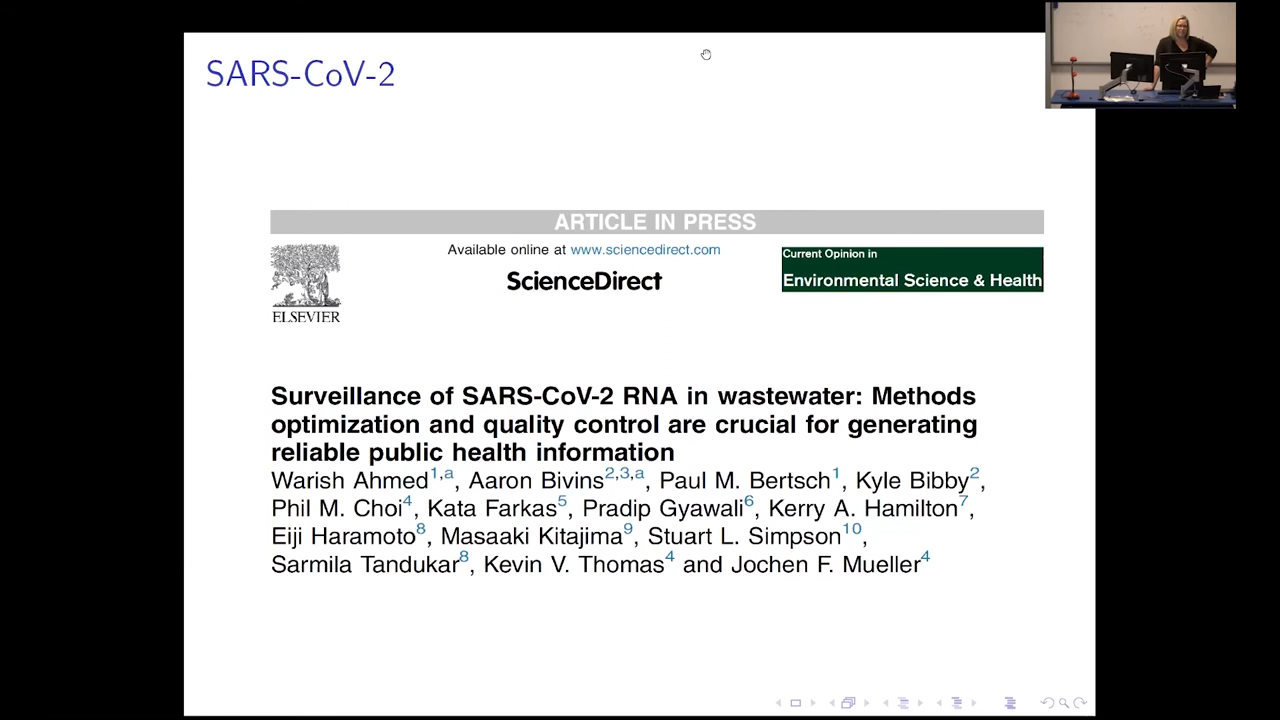 SARS-CoV-2
ARTICLE IN PRESS
Available online at www.sciencedirect.com
ScienceDirect
Current Opinion in
Environmental Science & Health
ELSEVIER
Surveillance of SARS-CoV-2 RNA in wastewater: Methods
optimization and quality control are crucial for generating
reliable public health information
Warish Ahmed1,a, Aaron Bivins2,3,a, Paul M. Bertsch1, Kyle Bibby2,
Phil M. Choi4, Kata Farkas5, Pradip Gyawali6, Kerry A. Hamilton7,
Eiji Haramoto8, Masaaki Kitajima9, Stuart L. Simpson10,
Sarmila Tandukar8, Kevin V. Thomas4 and Jochen F. Mueller4